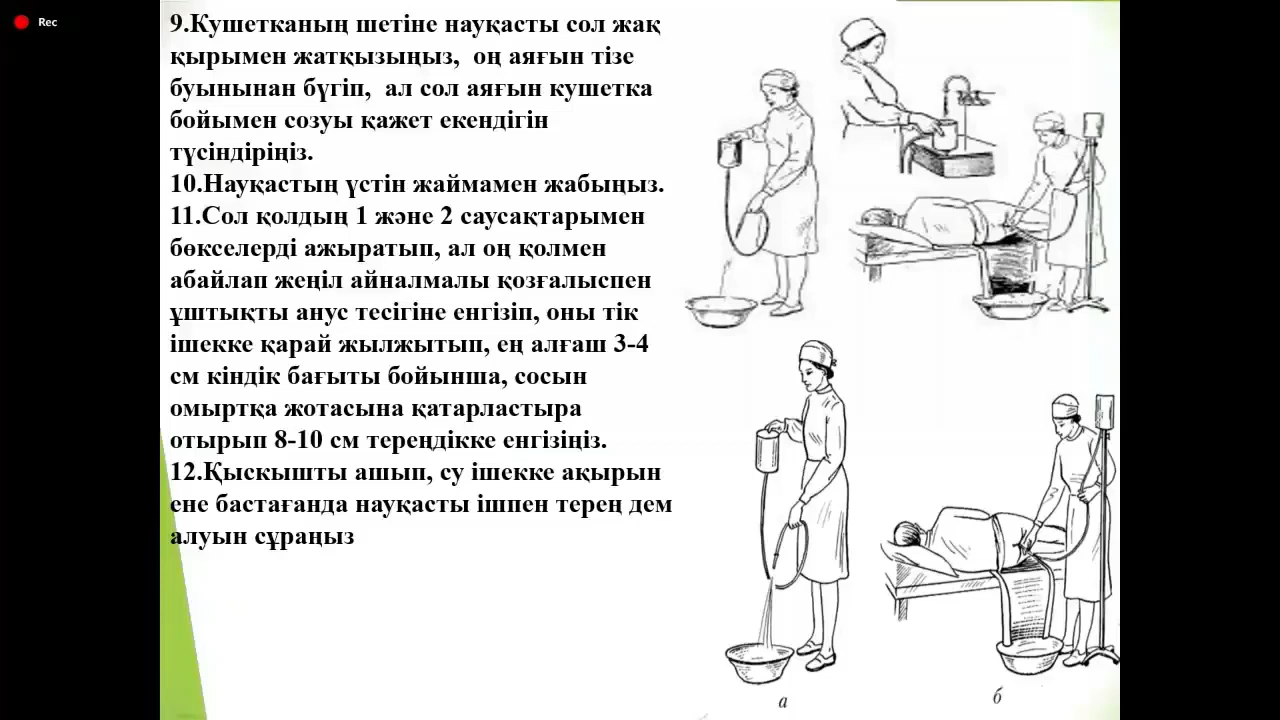 Rec
9.Кушетканың шетіне науқасты сол жақ
қырымен жатқызыңыз,  оң аяғын тізе
буынынан бүгіп,  ал сол аяғын кушетка
бойымен созуы қажет екендігін
түсіндіріңіз.
10.Науқастың үстін жаймамен жабыңыз.
11.Сол қолдың 1 және 2 саусақтарымен
бөкселерді ажыратып, ал оң қолмен
абайлап жеңіл айналмалы қозғалыспен
ұштықты анус тесігіне енгізіп, оны тік
ішекке қарай жылжытып, ең алғаш 3-4
см кіндік бағыты бойынша, сосын
омыртқа жотасына қатарластыра
отырып 8-10 см тереңдікке енгізіңіз.
12.Қыскышты ашып, су ішекке ақырын
ене бастағанда науқасты ішпен терең дем
алуын сұраңыз
а
б